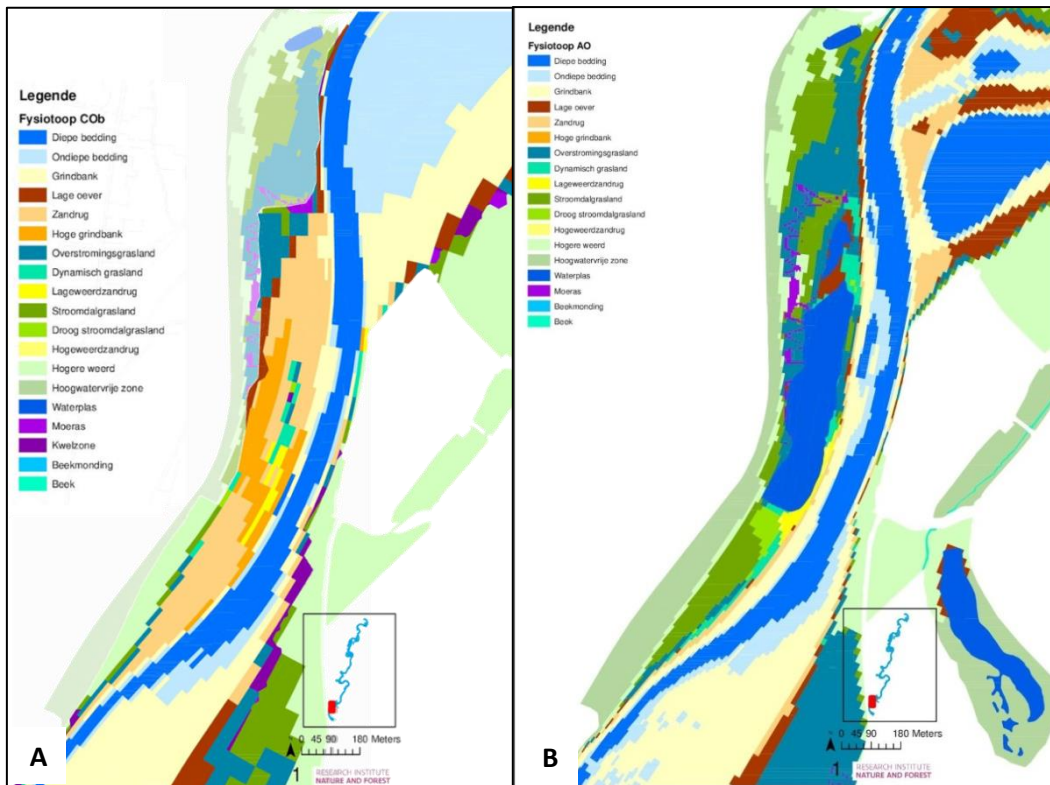 Legende
Fysiotoop COb
Diepe bedding
Ondiepe bedding
Grindbank
Lage oever
Zandrug
Hoge grindbank
Overstromingsgrasland
Dynamisch grasland
Lageweerdzandrug
Stroomdalgrasland
Droog stroomdalgrasland
Hogeweerdzandrug
Hogere weerd
Hoogwatervrije zone
Waterplas
Moeras
Kwelzone
Beekmonding
Beek
0 45 90 180 Meters
1
RESEARCH INSTITUTE
NATURE AND FOREST
A
Legende
Fysiotoop AO
Diepe bedding
Ondiepe bedding
Grindbank
Lage oever
Zandrug
Hoge grindbank
Overstromingsgrasland
Dynamisch grasland
Lageweerdzandrug
Stroomdalgrasland
Droog stroomdalgrasland
Hogeweerdzandrug
Hogere weerd
Hoogwatervrije zone
Waterplas
Moeras
Beekmonding
Beek
0 45 90 180 Meters
1
RESEARCH INSTITUTE
NATURE AND FOREST
B